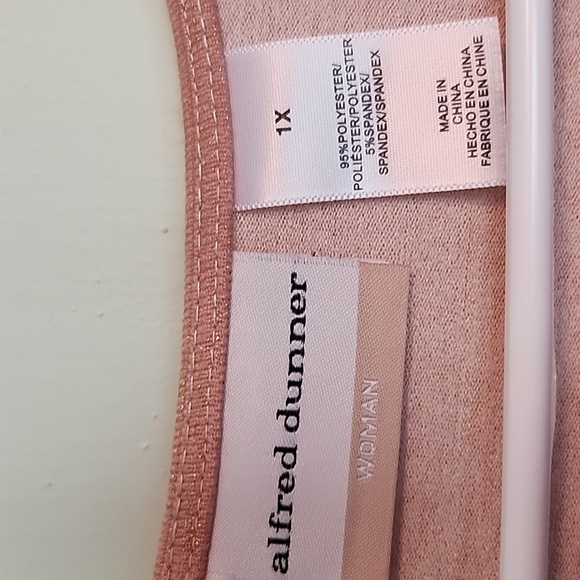 1X
95%POLYESTER/
POLIÉSTER/POLYESTER
5%SPANDEX/
SPANDEX/SPANDEX
MADE IN
CHINA
HECHO EN CHINA
FABRIQUE EN CHINE
alfred dunner
WOMAN